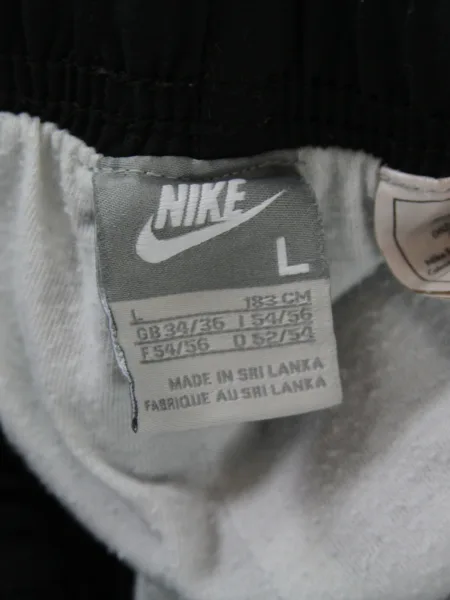 NIKE
L
L 183 CM
GB 34/36 I 54/56
F 54/56 D 52/54
MADE IN SRI LANKA
FABRIQUE AU SRI LANKA